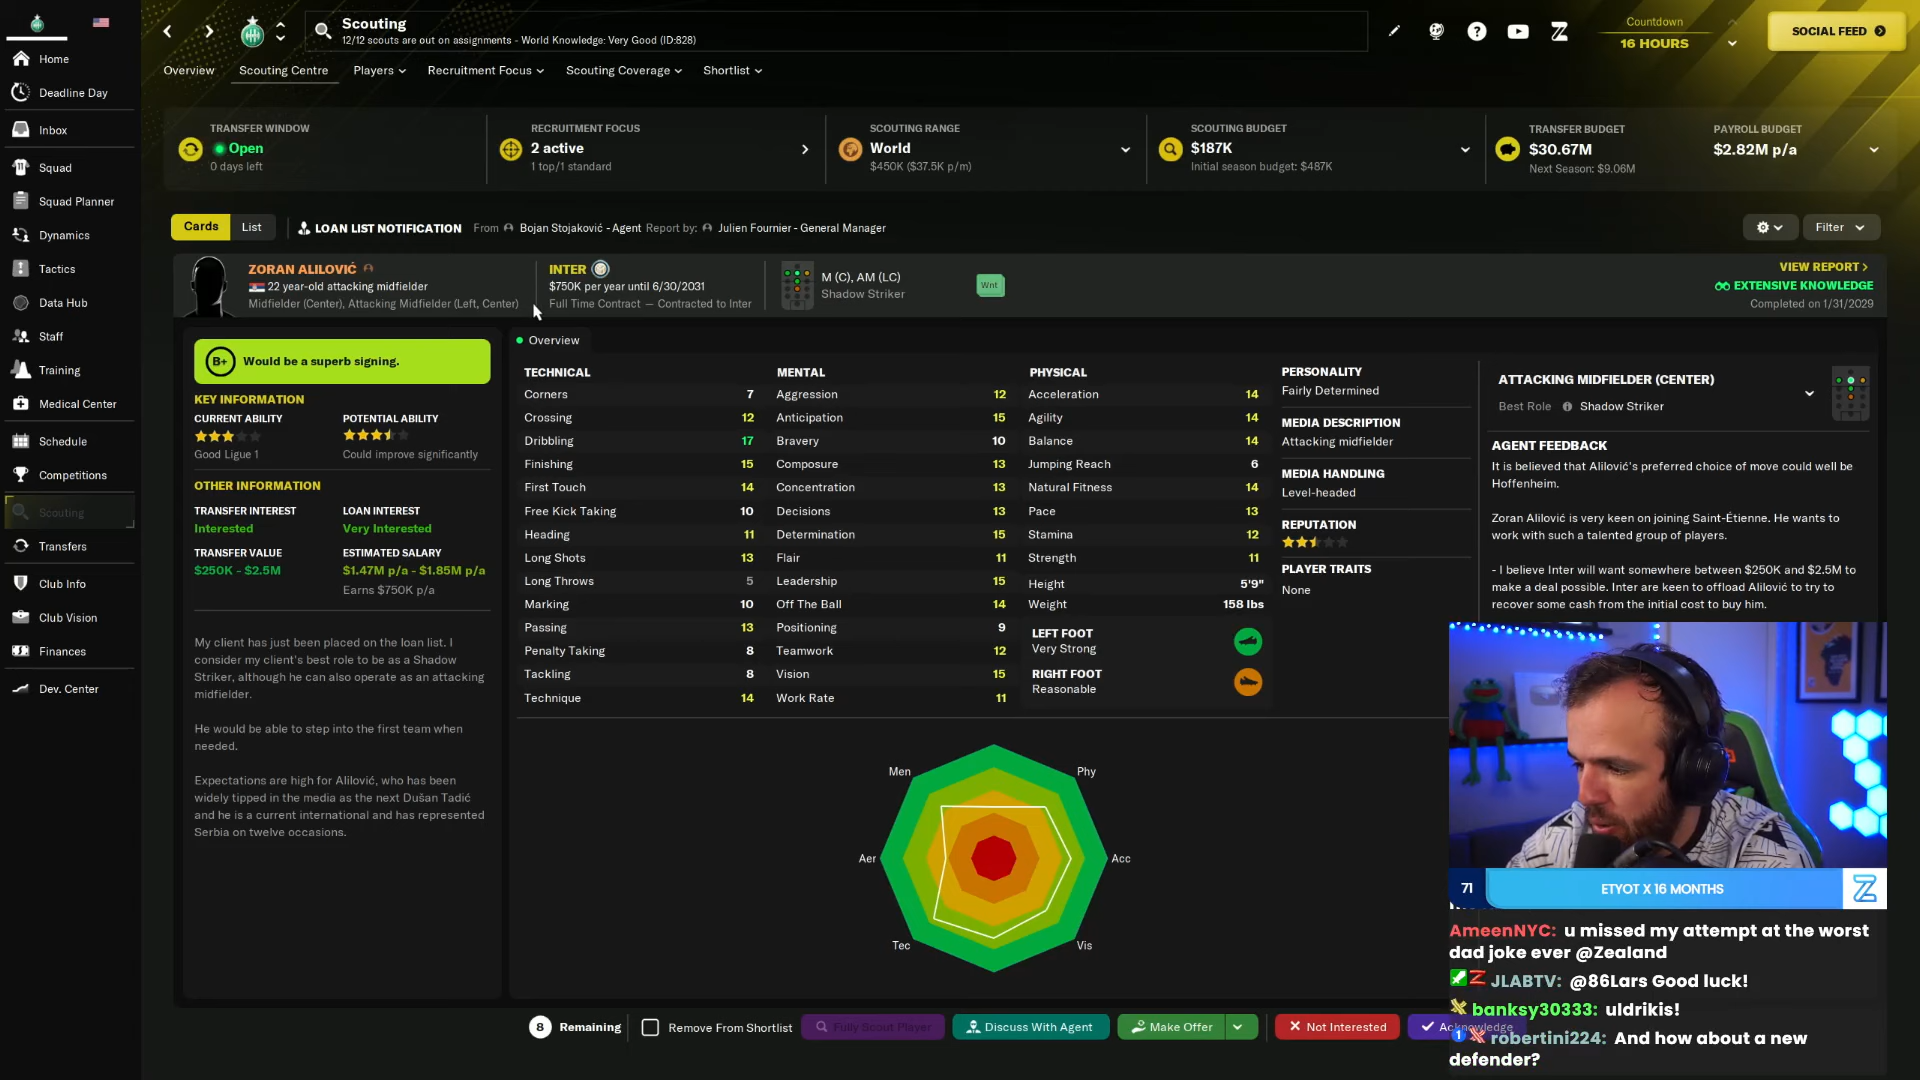 Scouting
12/12 scouts are out on assignments - World Knowledge: Very Good (ID:828)
Countdown
16 HOURS
SOCIAL FEED
Overview
Scouting Centre
Players
Recruitment Focus
Scouting Coverage
Shortlist
Home
Deadline Day
Inbox
Squad
Squad Planner
Dynamics
Tactics
Data Hub
Staff
Training
Medical Center
Schedule
Competitions
Scouting
Transfers
Club Info
Club Vision
Finances
Dev. Center
TRANSFER WINDOW
Open
0 days left
RECRUITMENT FOCUS
2 active
1 top/1 standard
SCOUTING RANGE
World
$450K ($37.5K p/m)
SCOUTING BUDGET
$187K
Initial season budget: $487K
TRANSFER BUDGET
$30.67M
Next Season: $9.06M
PAYROLL BUDGET
$2.82M p/a
Cards
List
LOAN LIST NOTIFICATION From Bojan Stojaković - Agent Report by: Julien Fournier - General Manager
Filter
ZORAN ALILOVIĆ
22 year-old attacking midfielder
Midfielder (Center), Attacking Midfielder (Left, Center)
INTER
$750K per year until 6/30/2031
Full Time Contract — Contracted to Inter
M (C), AM (LC)
Shadow Striker
Wnt
VIEW REPORT >
EXTENSIVE KNOWLEDGE
Completed on 1/31/2029
B+ Would be a superb signing.
KEY INFORMATION
CURRENT ABILITY
Good Ligue 1
POTENTIAL ABILITY
Could improve significantly
OTHER INFORMATION
TRANSFER INTEREST
Interested
LOAN INTEREST
Very Interested
TRANSFER VALUE
$250K - $2.5M
ESTIMATED SALARY
$1.47M p/a - $1.85M p/a
Earns $750K p/a
My client has just been placed on the loan list. I
consider my client's best role to be as a Shadow
Striker, although he can also operate as an attacking
midfielder.
He would be able to step into the first team when
needed.
Expectations are high for Alilović, who has been
widely tipped in the media as the next Dušan Tadić
and he is a current international and has represented
Serbia on twelve occasions.
Overview
TECHNICAL
Corners 7
Crossing 12
Dribbling 17
Finishing 15
First Touch 14
Free Kick Taking 10
Heading 11
Long Shots 13
Long Throws 5
Marking 10
Passing 13
Penalty Taking 8
Tackling 8
Technique 14
MENTAL
Aggression 12
Anticipation 15
Bravery 10
Composure 13
Concentration 13
Decisions 13
Determination 15
Flair 11
Leadership 15
Off The Ball 14
Positioning 9
Teamwork 12
Vision 15
Work Rate 11
PHYSICAL
Acceleration 14
Agility 14
Balance 14
Jumping Reach 6
Natural Fitness 14
Pace 13
Stamina 12
Strength 11
Height 5'9"
Weight 158 lbs
LEFT FOOT
Very Strong
RIGHT FOOT
Reasonable
PERSONALITY
Fairly Determined
MEDIA DESCRIPTION
Attacking midfielder
MEDIA HANDLING
Level-headed
REPUTATION
PLAYER TRAITS
None
ATTACKING MIDFIELDER (CENTER)
Best Role Shadow Striker
AGENT FEEDBACK
It is believed that Alilović's preferred choice of move could well be
Hoffenheim.
Zoran Alilović is very keen on joining Saint-Étienne. He wants to
work with such a talented group of players.
- I believe Inter will want somewhere between $250K and $2.5M to
make a deal possible. Inter are keen to offload Alilović to try to
recover some cash from the initial cost to buy him.
Men
Phy
Aer
Acc
Tec
Vis
8 Remaining
Remove From Shortlist
Fully Scout Player
Discuss With Agent
Make Offer
Not Interested
Acknowledge
71
ETYOT X 16 MONTHS
AmeenNYC: u missed my attempt at the worst
dad joke ever @Zealand
JLABTV: @86Lars Good luck!
banksy30333: uldrikis!
robertini224: And how about a new
defender?